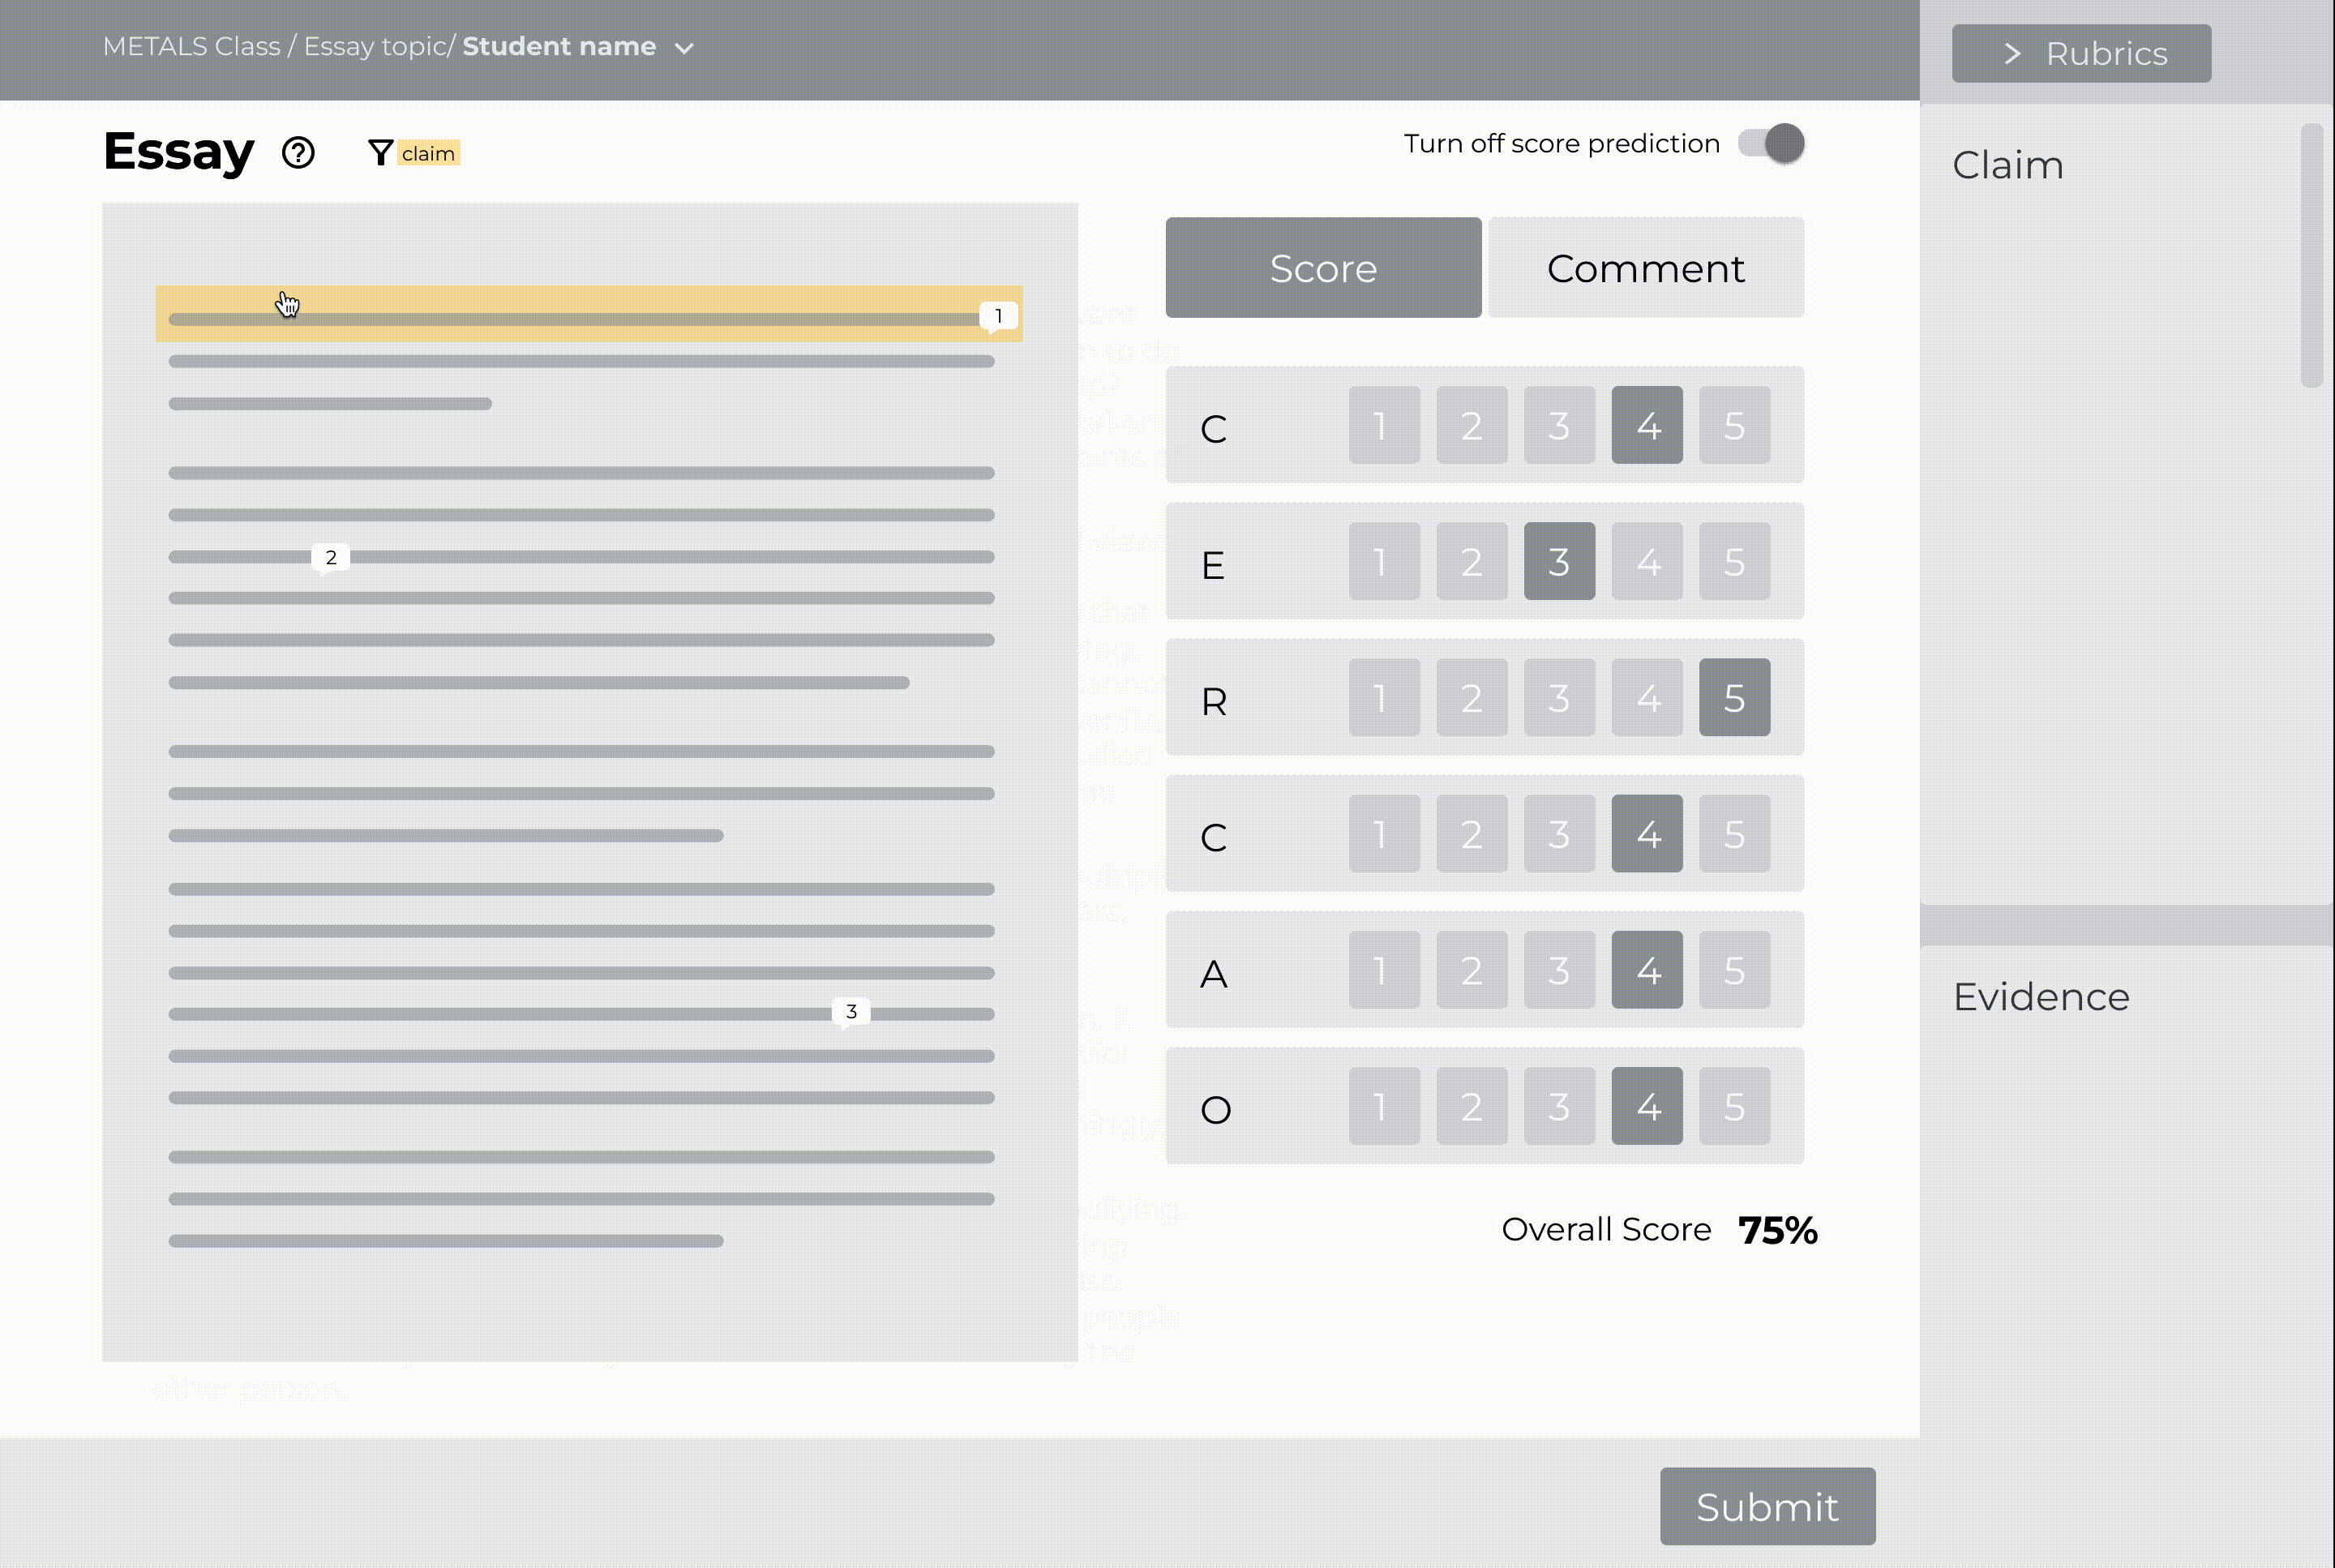 METALS Class / Essay topic/ Student name
Rubrics
Essay
claim
Turn off score prediction
Claim
Score
Comment
1
C 1 2 3 4 5
2
E 1 2 3 4 5
R 1 2 3 4 5
C 1 2 3 4 5
A 1 2 3 4 5
3
Evidence
O 1 2 3 4 5
Overall Score 75%
Submit